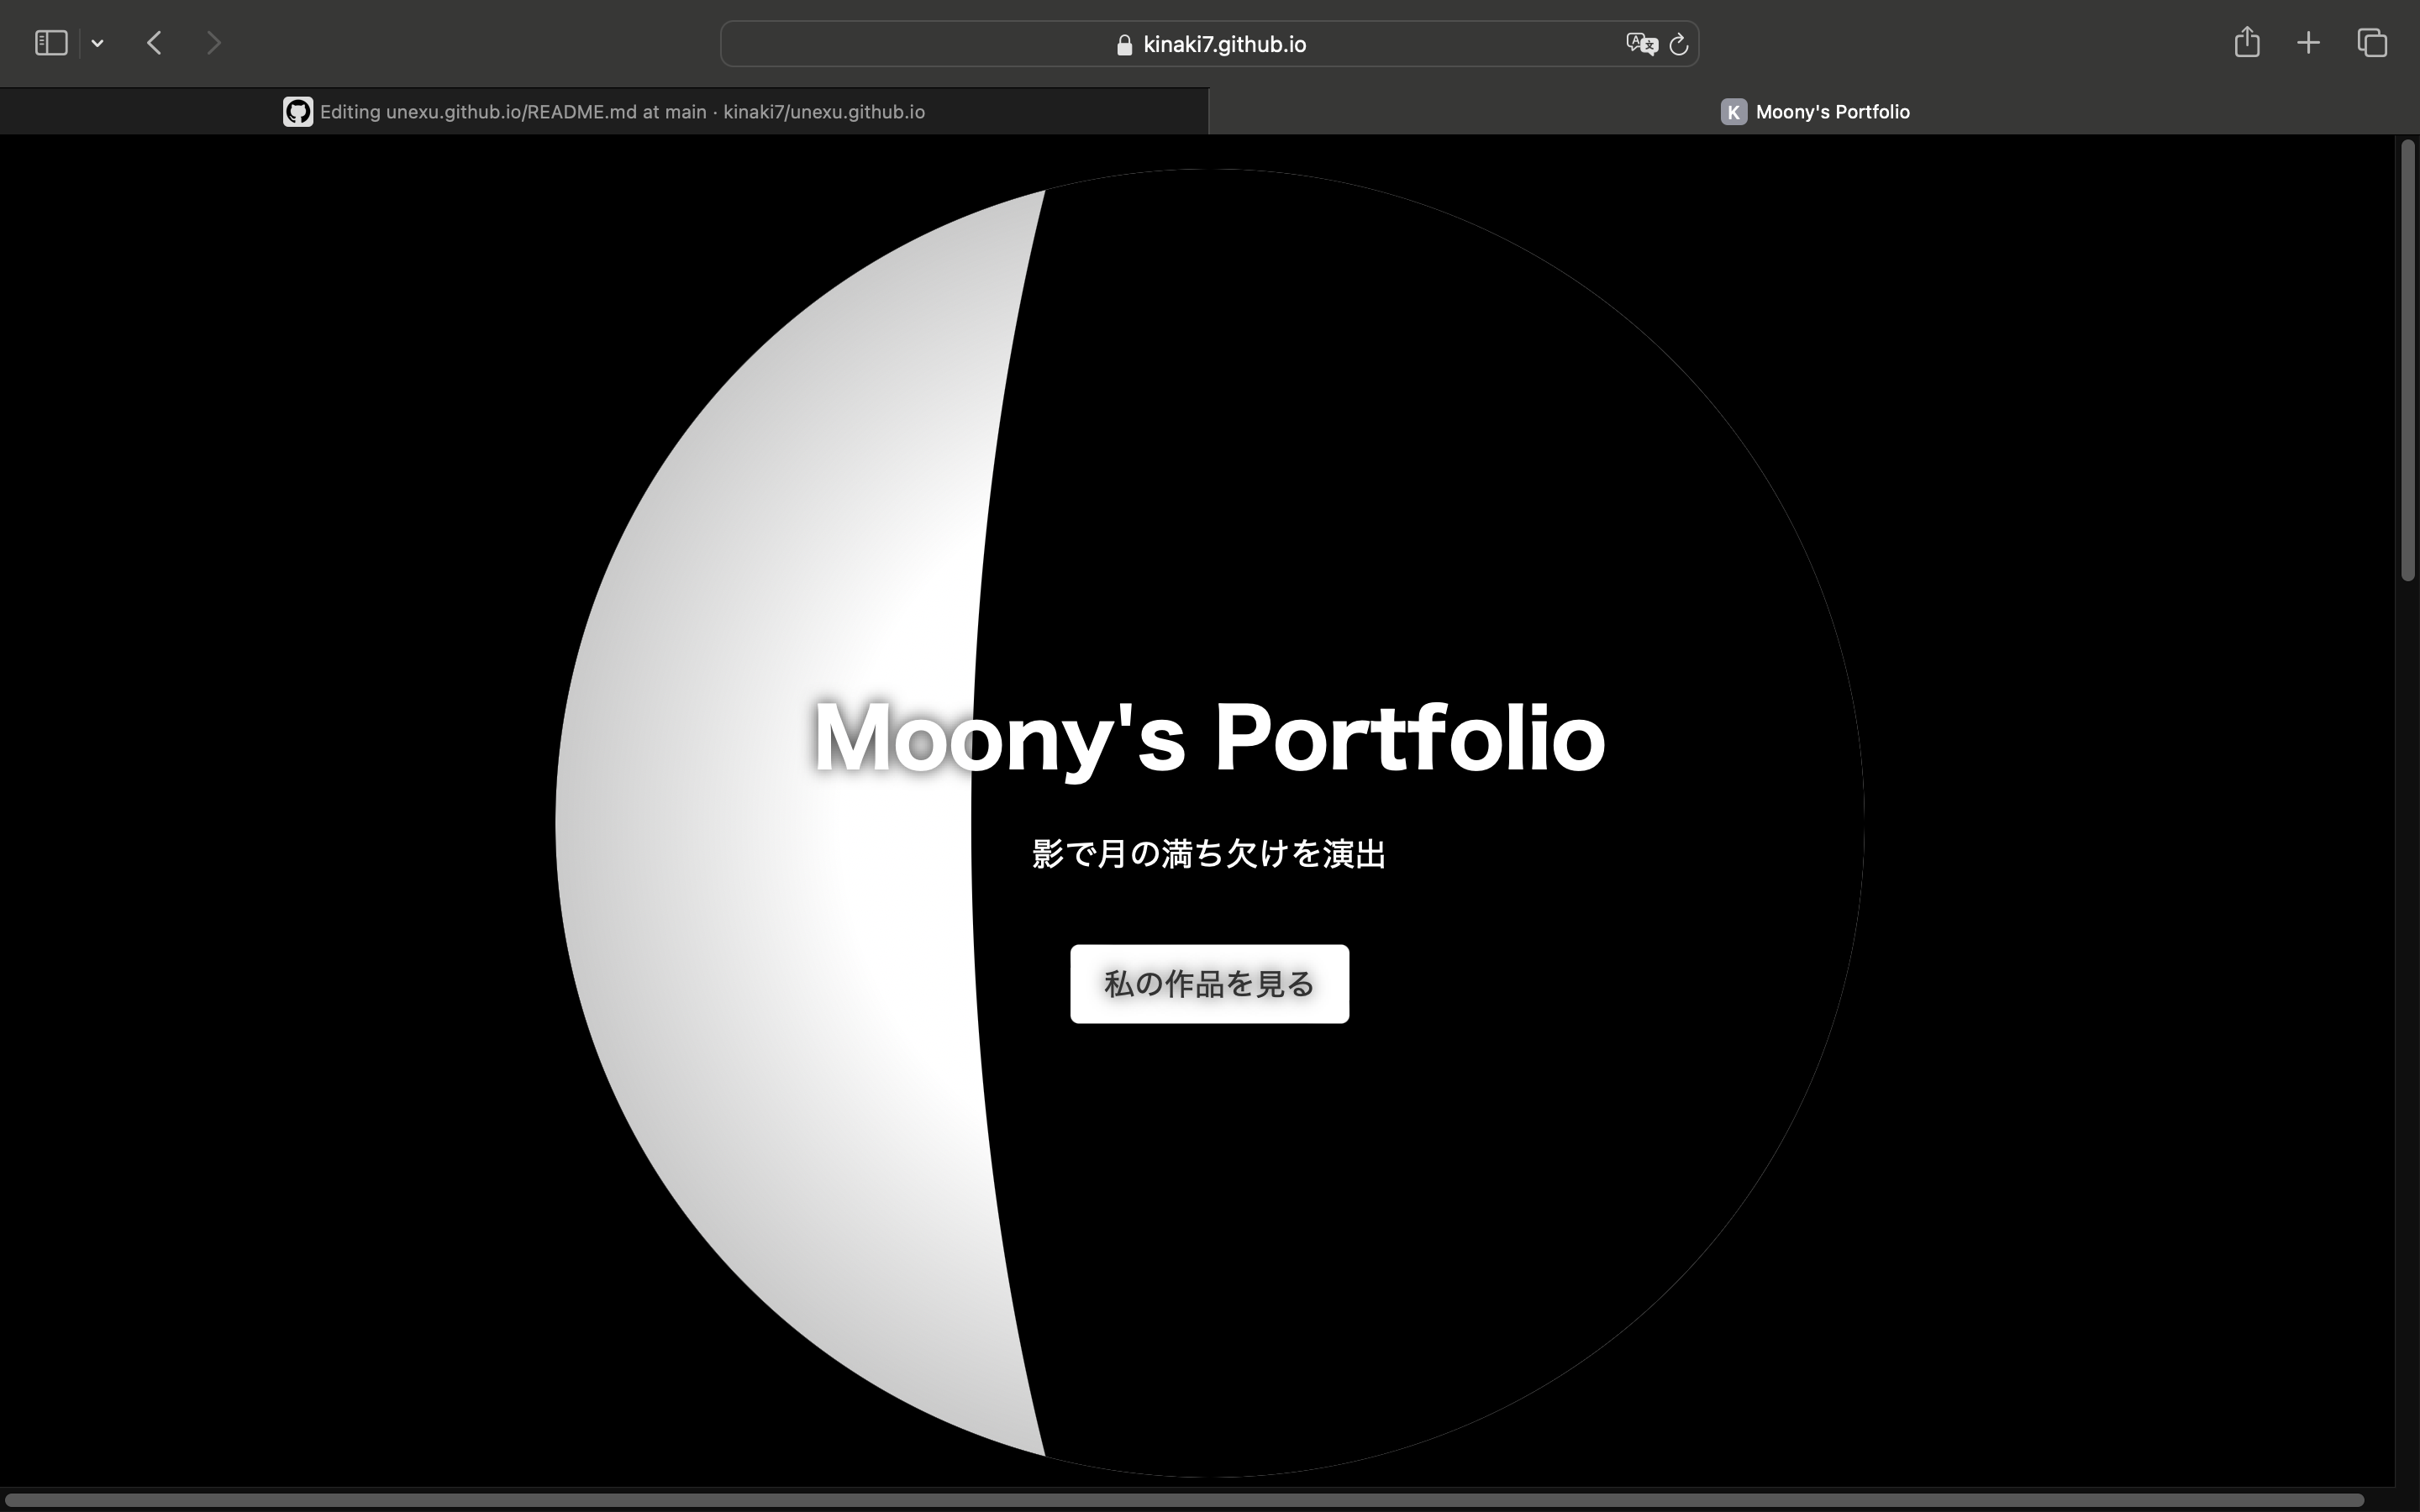 kinaki7.github.io
Editing unexu.github.io/README.md at main · kinaki7/unexu.github.io
K Moony's Portfolio
Moony's Portfolio
影で月の満ち欠けを演出
私の作品を見る